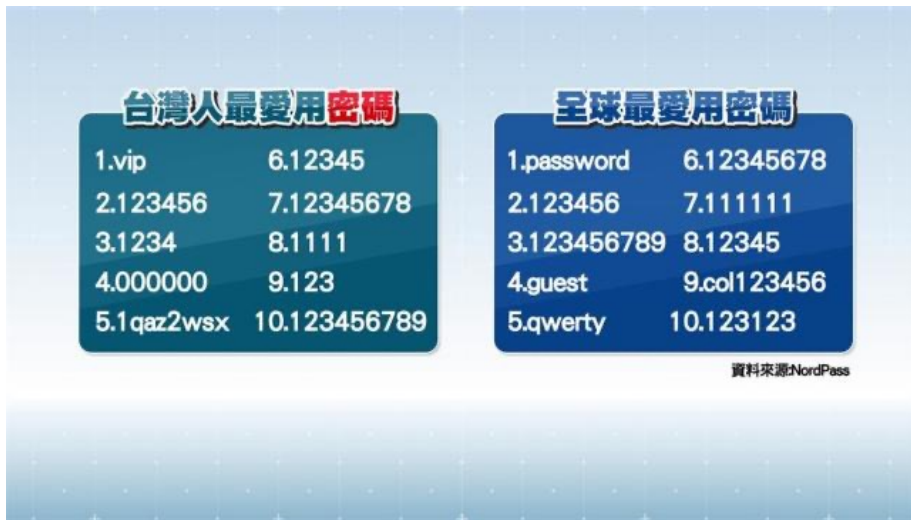 台灣人最愛用密碼
1.vip 6.12345
2.123456 7.12345678
3.1234 8.1111
4.000000 9.123
5.1qaz2wsx 10.123456789
全球最愛用密碼
1.password 6.12345678
2.123456 7.111111
3.123456789 8.12345
4.guest 9.col123456
5.qwerty 10.123123
資料來源:NordPass